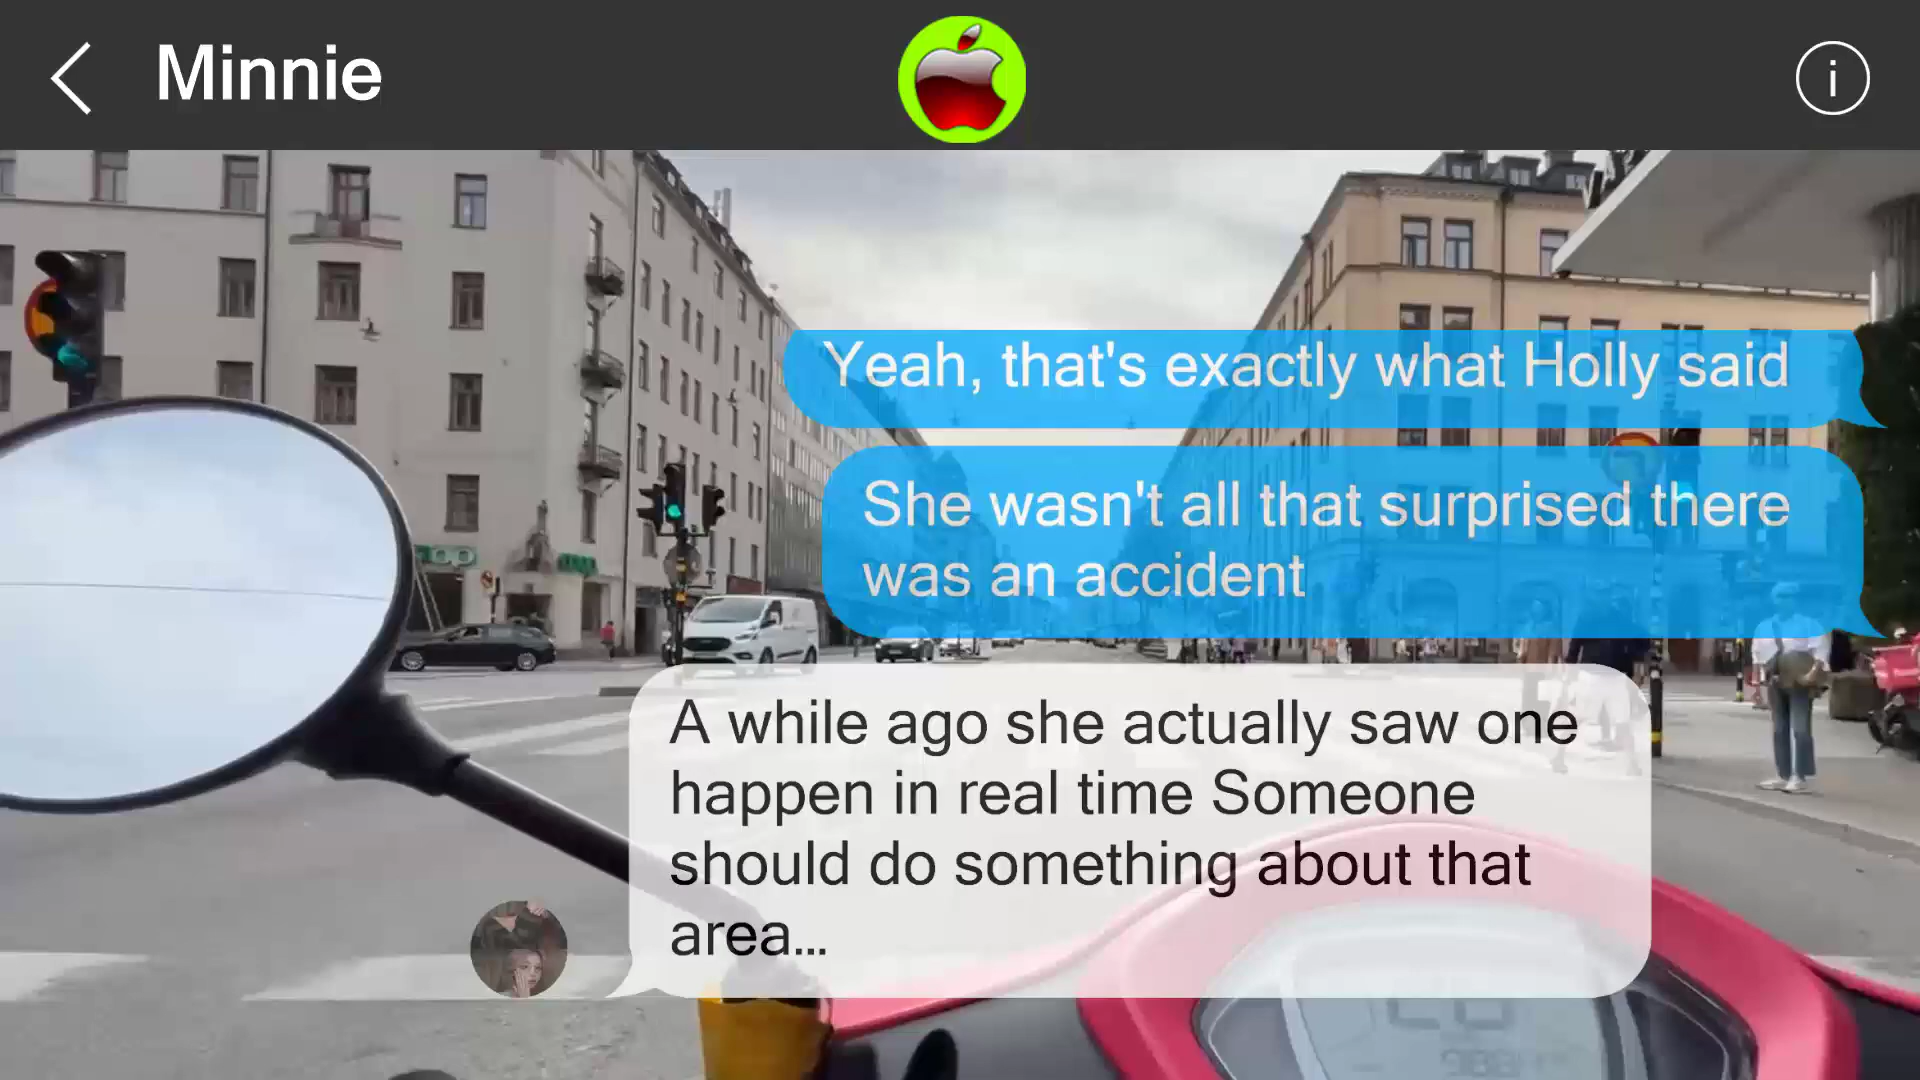 Minnie
Yeah, that's exactly what Holly said
She wasn't all that surprised there
was an accident
A while ago she actually saw one
happen in real time Someone
should do something about that
area...